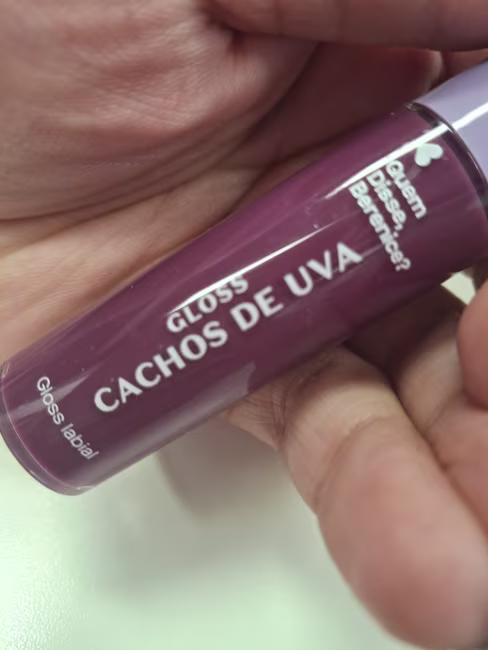 Quem
Disse,
Berenice?
GLOSS
CACHOS DE UVA
Gloss labial